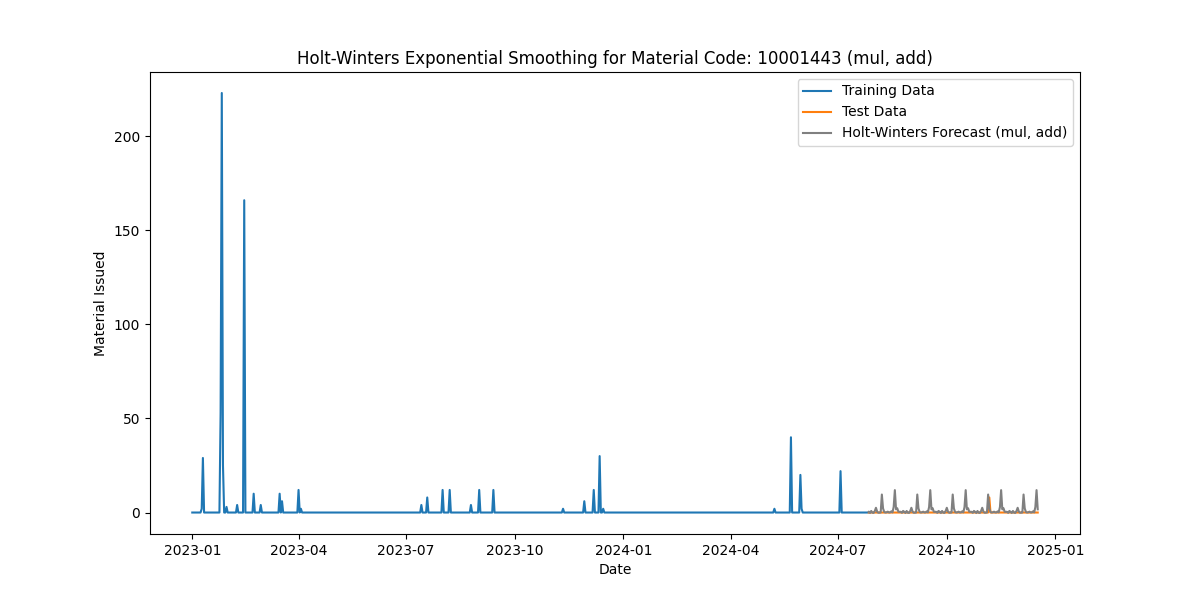 Holt-Winters Exponential Smoothing for Material Code: 10001443 (mul, add)
Training Data
Test Data
Holt-Winters Forecast (mul, add)
Material Issued
200
150
100
50
0
2023-01
2023-04
2023-07
2023-10
2024-01
2024-04
2024-07
2024-10
2025-01
Date